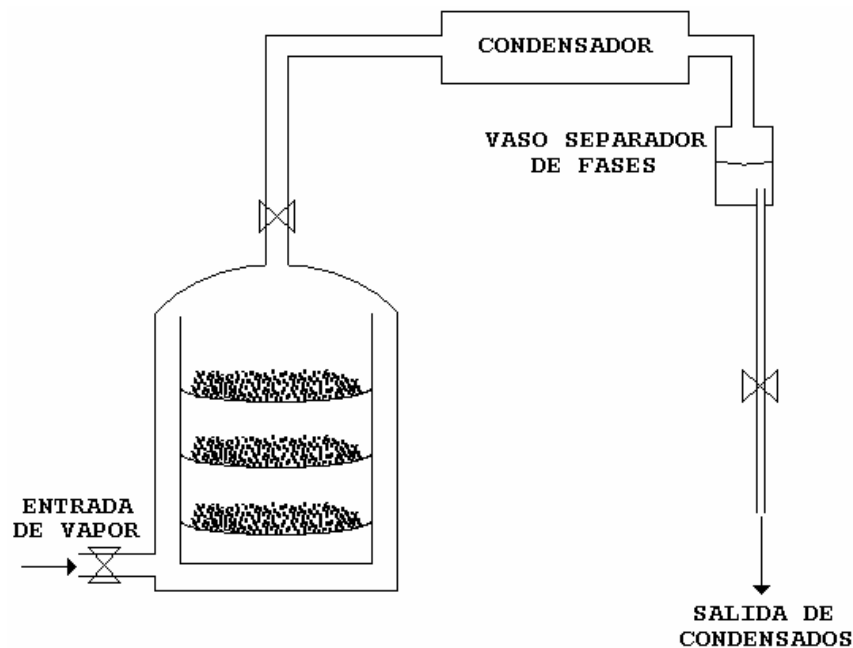 CONDENSADOR
VASO SEPARADOR
DE FASES
ENTRADA
DE VAPOR
SALIDA DE
CONDENSADOS